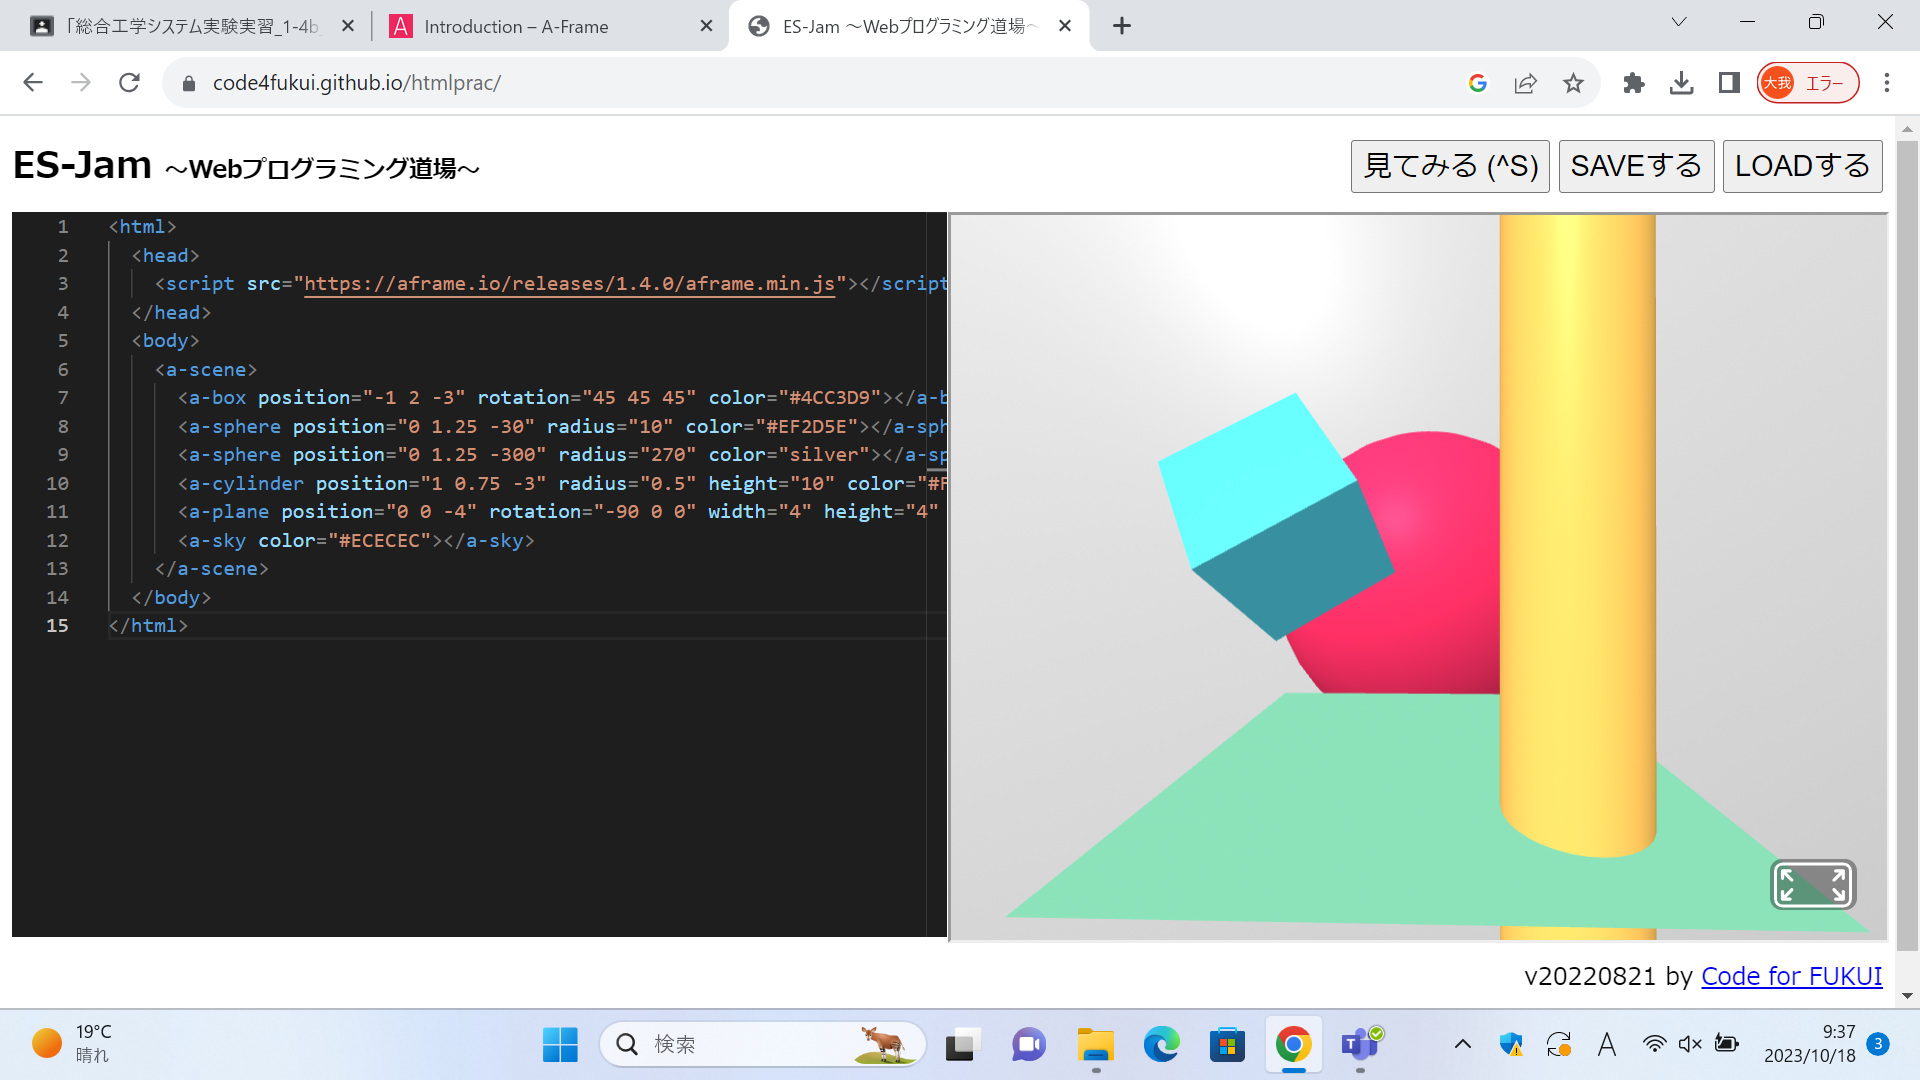 「総合工学システム実験実習_1-4b_
Introduction – A-Frame
ES-Jam ～Webプログラミング道場～
code4fukui.github.io/htmlprac/
大我 エラー
ES-Jam ～Webプログラミング道場～
見てみる (^S) SAVEする LOADする
1 <html>
2 <head>
3 <script src="https://aframe.io/releases/1.4.0/aframe.min.js"></script
4 </head>
5 <body>
6 <a-scene>
7 <a-box position="-1 2 -3" rotation="45 45 45" color="#4CC3D9"></a-b
8 <a-sphere position="0 1.25 -30" radius="10" color="#EF2D5E"></a-sph
9 <a-sphere position="0 1.25 -300" radius="270" color="silver"></a-sp
10 <a-cylinder position="1 0.75 -3" radius="0.5" height="10" color="#F
11 <a-plane position="0 0 -4" rotation="-90 0 0" width="4" height="4"
12 <a-sky color="#ECECEC"></a-sky>
13 </a-scene>
14 </body>
15 </html>
v20220821 by Code for FUKUI
19°C
晴れ
検索
A
9:37
2023/10/18
3